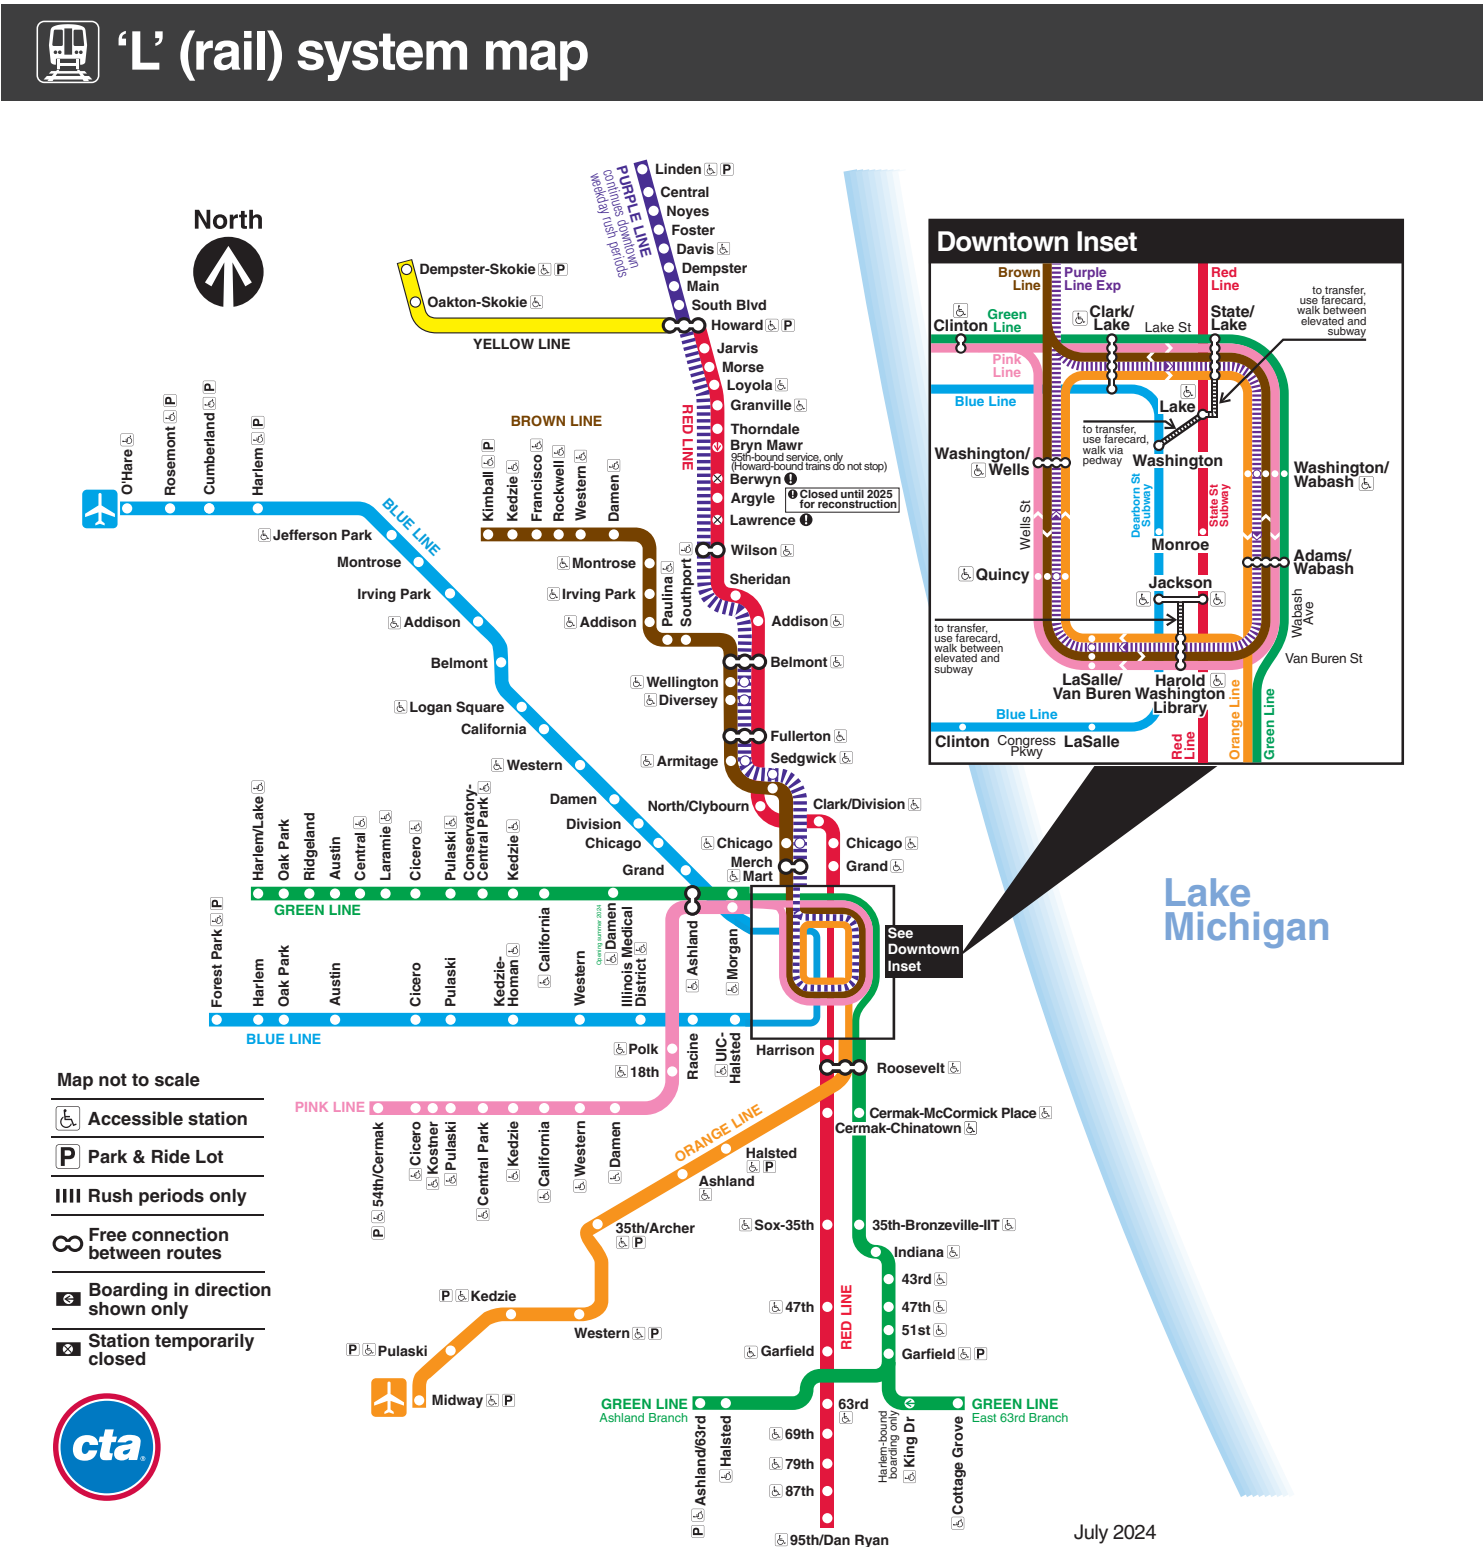 ‘L’ (rail) system map
North
PURPLE LINE
continues downtown
weekday rush periods
Linden P
Central
Noyes
Foster
Davis
Dempster
Main
South Blvd
Howard P
Dempster-Skokie P
Oakton-Skokie
YELLOW LINE
RED LINE
Jarvis
Morse
Loyola
Granville
Thorndale
Bryn Mawr
95th-bound service, only
(Howard-bound trains do not stop)
Berwyn !
Argyle
! Closed until 2025
for reconstruction
Lawrence !
Wilson
Sheridan
Addison
Belmont
Fullerton
North/Clybourn
Clark/Division
Chicago
Grand
BROWN LINE
Kimball P
Kedzie
Francisco
Rockwell
Western
Damen
Montrose
Irving Park
Addison
Paulina
Southport
Wellington
Diversey
Armitage
Sedgwick
Chicago
Merch
Mart
O'Hare
Rosemont P
Cumberland P
Harlem P
BLUE LINE
Jefferson Park
Montrose
Irving Park
Addison
Belmont
Logan Square
California
Western
Damen
Division
Chicago
Grand
Harlem/Lake
Oak Park
Ridgeland
Austin
Central
Laramie
Cicero
Pulaski
Conservatory-
Central Park
Kedzie
GREEN LINE
California
Opening summer 2024
Damen
Ashland
Morgan
Forest Park P
Harlem
Oak Park
Austin
Cicero
Pulaski
Kedzie-
Homan
Western
Illinois Medical
District
Racine
UIC-
Halsted
BLUE LINE
Polk
18th
PINK LINE
54th/Cermak P
Cicero
Kostner
Pulaski
Central Park
Kedzie
California
Western
Damen
See
Downtown
Inset
Harrison
Roosevelt
Cermak-McCormick Place
Cermak-Chinatown
ORANGE LINE
Halsted
P
Ashland
35th/Archer
P
Western P
P Kedzie
P Pulaski
Midway P
Sox-35th
47th
Garfield
RED LINE
63rd
69th
79th
87th
95th/Dan Ryan
35th-Bronzeville-IIT
Indiana
43rd
47th
51st
Garfield P
GREEN LINE
Ashland Branch
P Ashland/63rd
Halsted
GREEN LINE
East 63rd Branch
Harlem-bound
boarding only
King Dr
Cottage Grove
Downtown Inset
Brown
Line
Purple
Line Exp
Red
Line
Clinton
Green
Line
Clark/
Lake
Lake St
State/
Lake
to transfer,
use farecard,
walk between
elevated and
subway
Pink
Line
Blue Line
Lake
to transfer,
use farecard,
walk via
pedway
Washington
Washington/
Wells
Washington/
Wabash
Wells St
Dearborn St
Subway
State St
Subway
Monroe
Adams/
Wabash
Quincy
Jackson
Wabash
Ave
to transfer,
use farecard,
walk between
elevated and
subway
Van Buren St
LaSalle/
Van Buren
Harold
Washington
Library
Blue Line
Clinton
Congress
Pkwy
LaSalle
Red
Line
Orange Line
Green Line
Lake
Michigan
Map not to scale
Accessible station
P Park & Ride Lot
Rush periods only
Free connection
between routes
Boarding in direction
shown only
Station temporarily
closed
cta®
July 2024